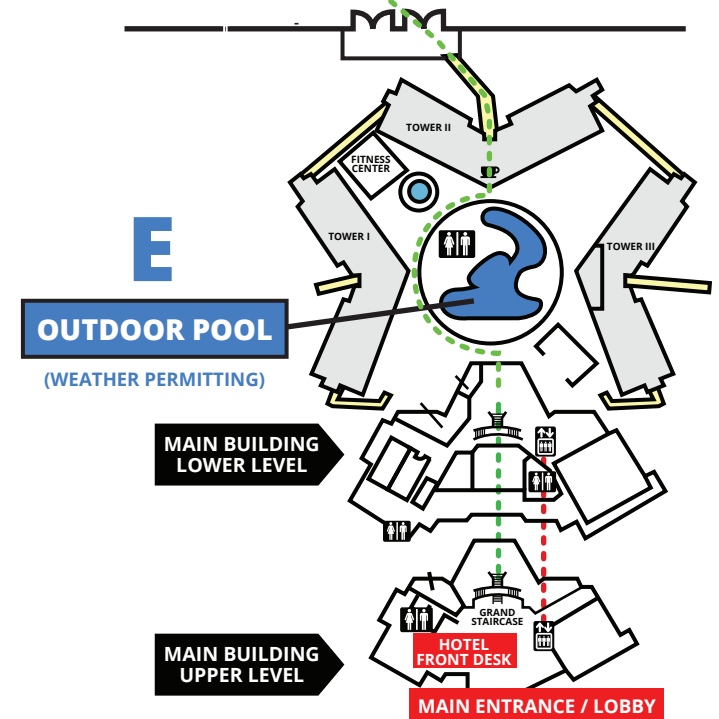 TOWER II
FITNESS
CENTER
TOWER I
TOWER III
E
OUTDOOR POOL
(WEATHER PERMITTING)
MAIN BUILDING
LOWER LEVEL
GRAND
STAIRCASE
HOTEL
FRONT DESK
MAIN BUILDING
UPPER LEVEL
MAIN ENTRANCE / LOBBY